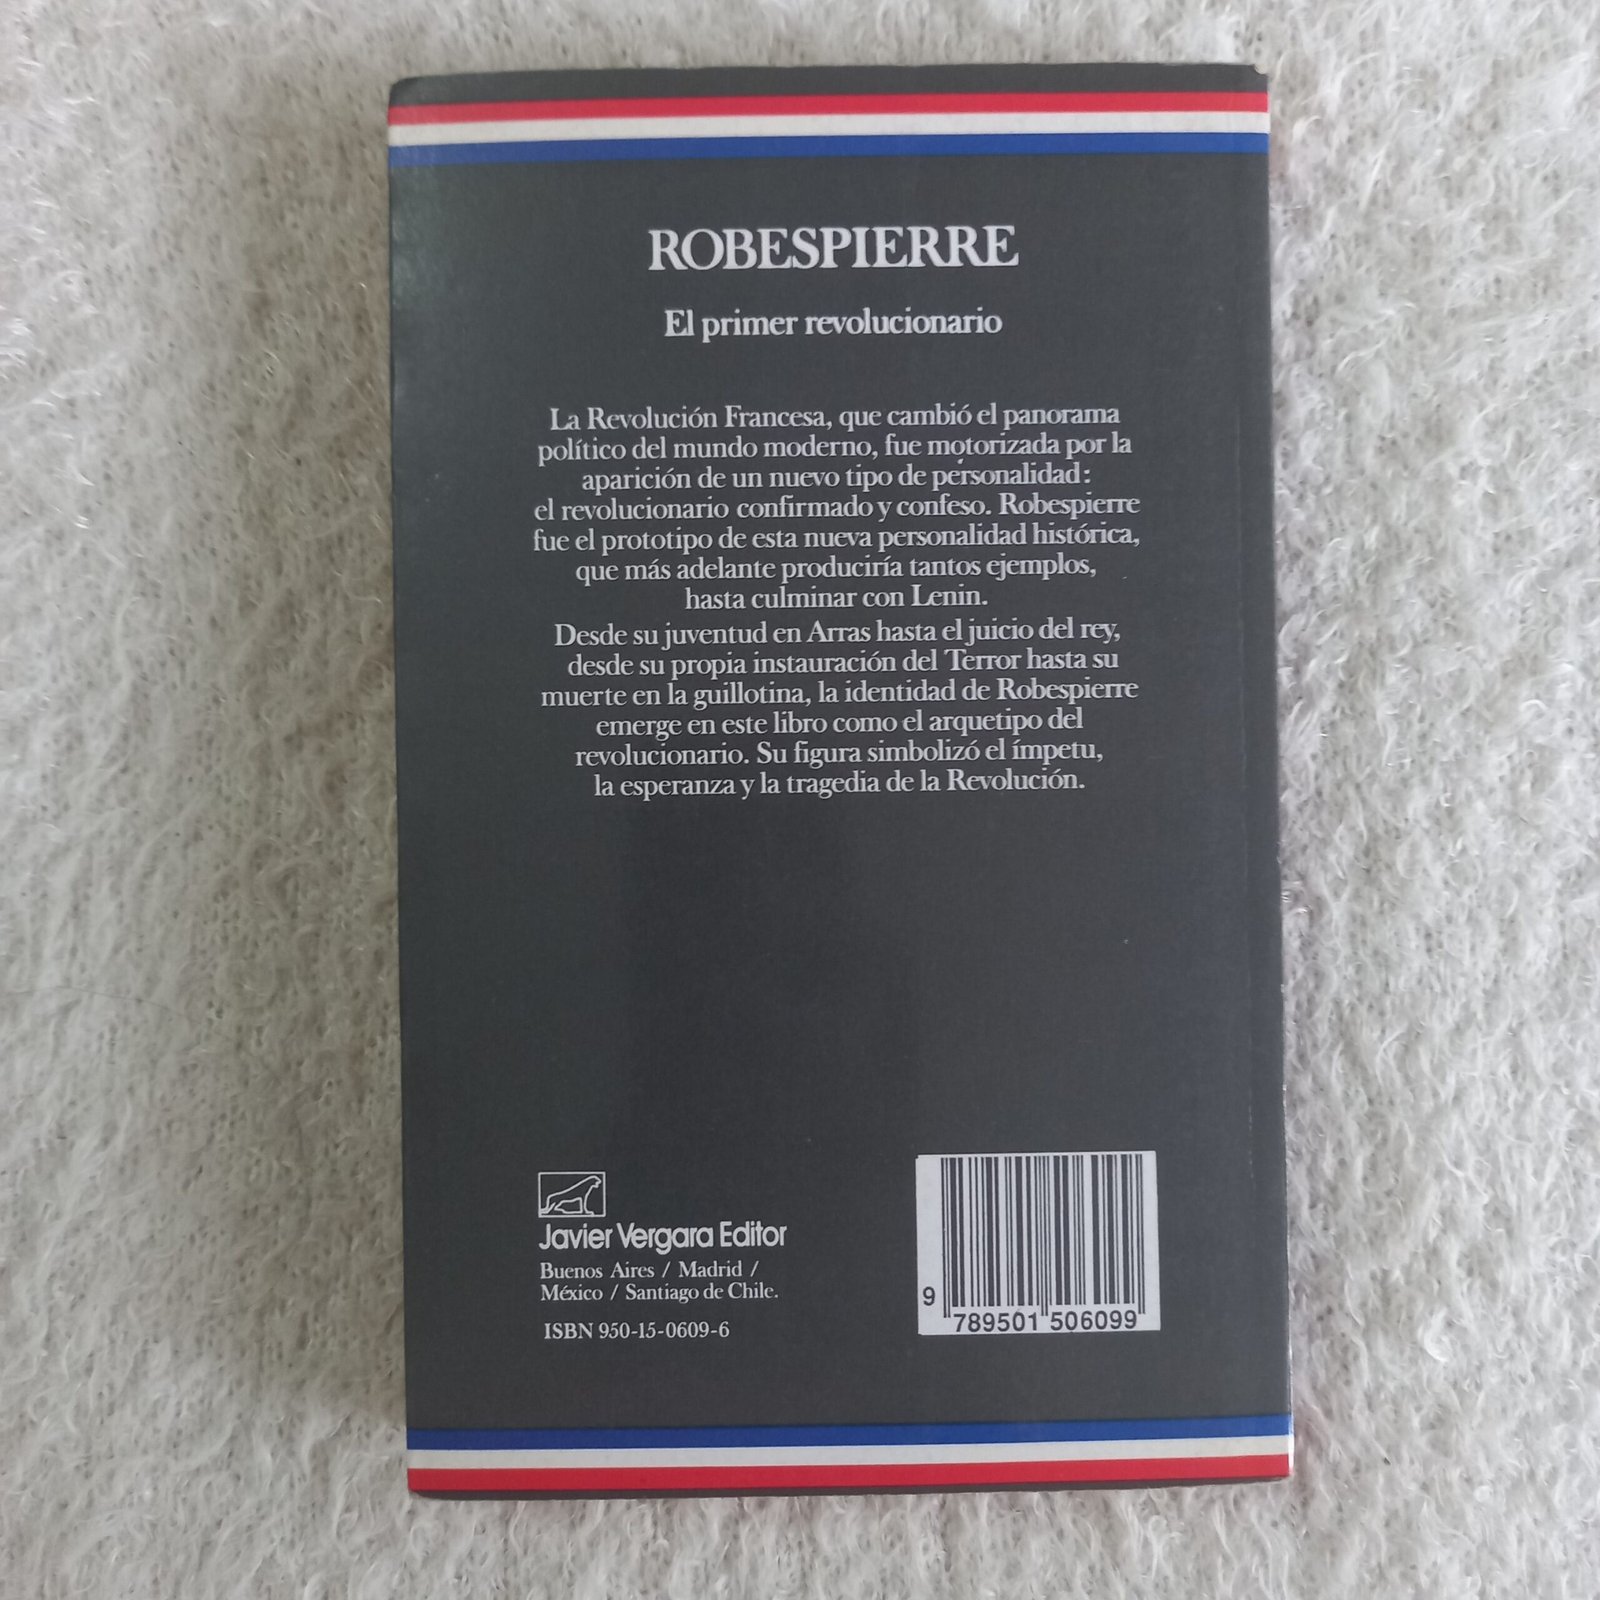 ROBESPIERRE
El primer revolucionario
La Revolución Francesa, que cambió el panorama
político del mundo moderno, fue motorizada por la
aparición de un nuevo tipo de personalidad:
el revolucionario confirmado y confeso. Robespierre
fue el prototipo de esta nueva personalidad histórica,
que más adelante produciría tantos ejemplos,
hasta culminar con Lenin.
Desde su juventud en Arras hasta el juicio del rey,
desde su propia instauración del Terror hasta su
muerte en la guillotina, la identidad de Robespierre
emerge en este libro como el arquetipo del
revolucionario. Su figura simbolizó el ímpetu,
la esperanza y la tragedia de la Revolución.
Javier Vergara Editor
Buenos Aires / Madrid /
México / Santiago de Chile.
ISBN 950-15-0609-6
9 789501 506099